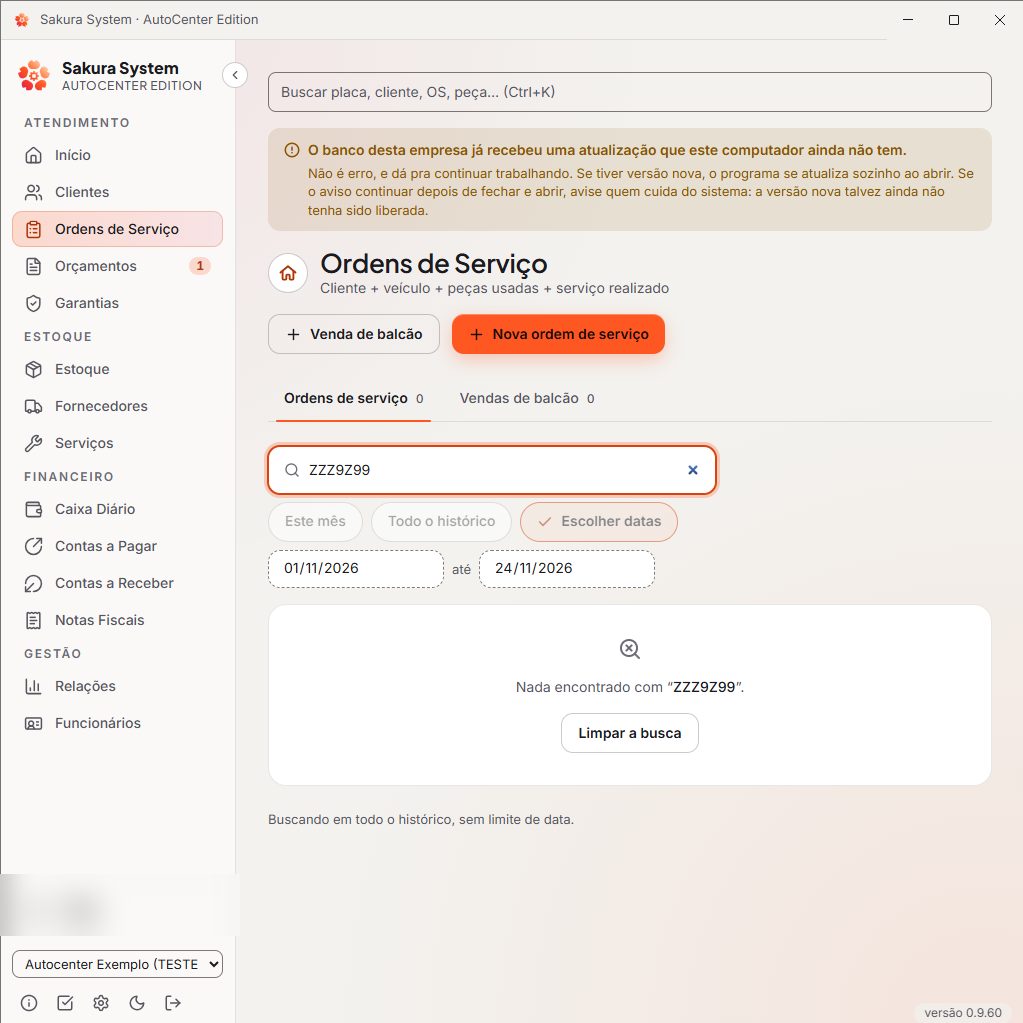 Sakura System · AutoCenter Edition
Sakura System
AUTOCENTER EDITION
ATENDIMENTO
Início
Clientes
Ordens de Serviço
Orçamentos 1
Garantias
ESTOQUE
Estoque
Fornecedores
Serviços
FINANCEIRO
Caixa Diário
Contas a Pagar
Contas a Receber
Notas Fiscais
GESTÃO
Relações
Funcionários
Autocenter Exemplo (TESTE
Buscar placa, cliente, OS, peça... (Ctrl+K)
O banco desta empresa já recebeu uma atualização que este computador ainda não tem.
Não é erro, e dá pra continuar trabalhando. Se tiver versão nova, o programa se atualiza sozinho ao abrir. Se
o aviso continuar depois de fechar e abrir, avise quem cuida do sistema: a versão nova talvez ainda não
tenha sido liberada.
Ordens de Serviço
Cliente + veículo + peças usadas + serviço realizado
+ Venda de balcão + Nova ordem de serviço
Ordens de serviço 0 Vendas de balcão 0
ZZZ9Z99
Este mês Todo o histórico Escolher datas
01/11/2026 até 24/11/2026
Nada encontrado com “ZZZ9Z99”.
Limpar a busca
Buscando em todo o histórico, sem limite de data.
versão 0.9.60